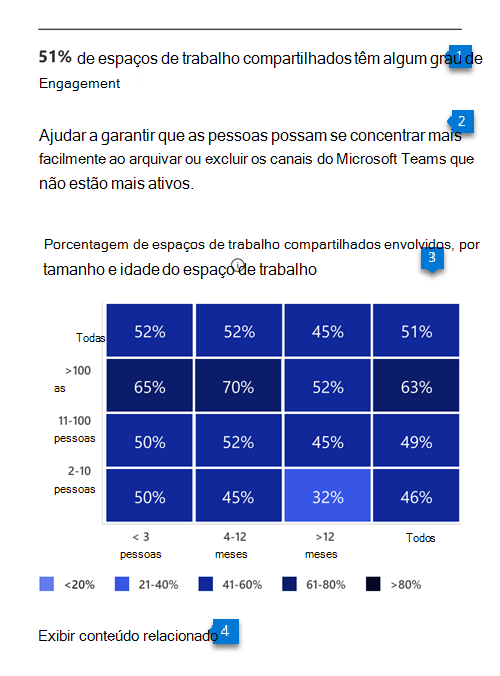 51% de espaços de trabalho compartilhados têm algum grau de 1
Engagement
2
Ajudar a garantir que as pessoas possam se concentrar mais
facilmente ao arquivar ou excluir os canais do Microsoft Teams que
não estão mais ativos.
Porcentagem de espaços de trabalho compartilhados envolvidos, por
tamanho e idade do espaço de trabalho 3
Todas 52% 52% 45% 51%
>100
as 65% 70% 52% 63%
11-100
pessoas 50% 52% 45% 49%
2-10
pessoas 50% 45% 32% 46%
< 3 4-12 >12 Todos
pessoas meses meses
<20% 21-40% 41-60% 61-80% >80%
Exibir conteúdo relacionado 4